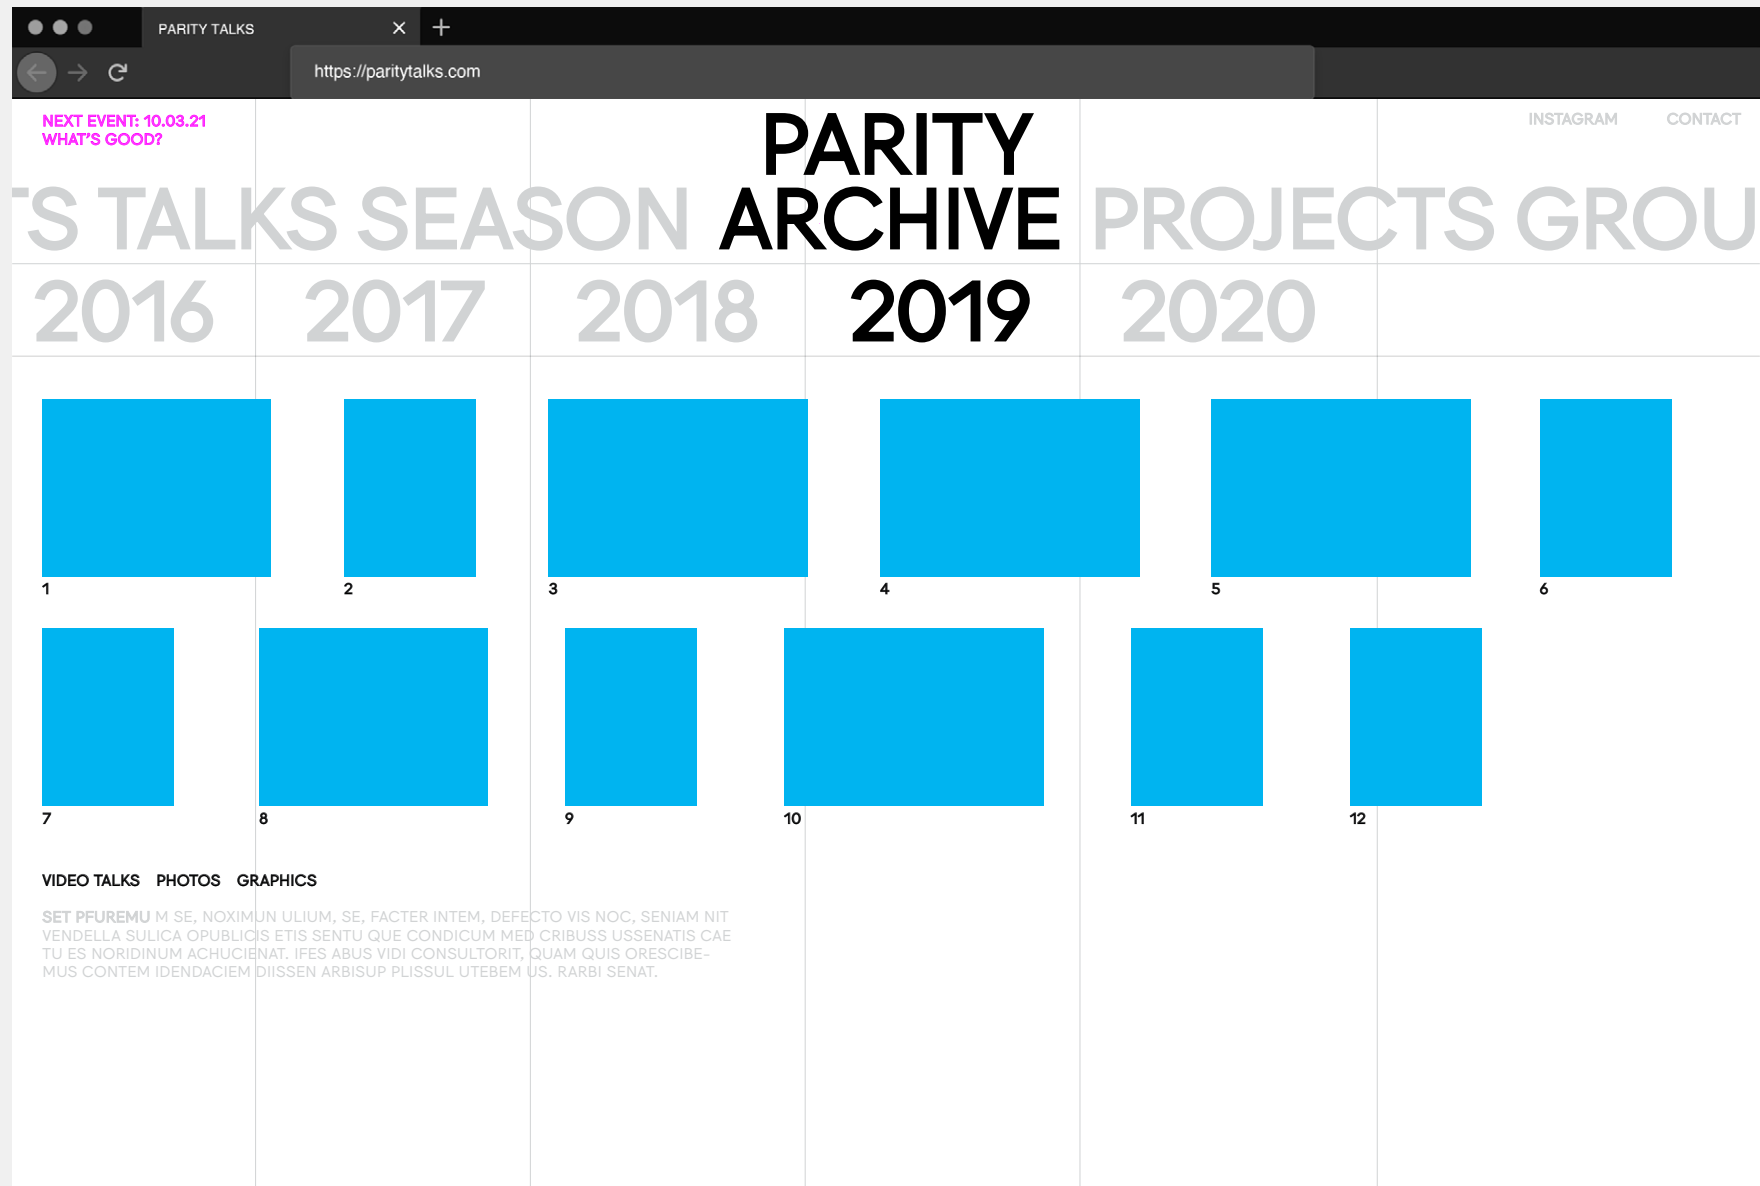 PARITY TALKS
https://paritytalks.com
NEXT EVENT: 10.03.21
WHAT'S GOOD?
PARITY
INSTAGRAM CONTACT
TS TALKS SEASON ARCHIVE PROJECTS GROU
2016 2017 2018 2019 2020
1 2 3 4 5 6
7 8 9 10 11 12
VIDEO TALKS PHOTOS GRAPHICS
SET PFUREMU M SE, NOXIMUN ULIUM, SE, FACTER INTEM, DEFECTO VIS NOC, SENIAM NIT
VENDELLA SULICA OPUBLICIS ETIS SENTU QUE CONDICUM MED CRIBUSS USSENATIS CAE
TU ES NORIDINUM ACHUCIENAT. IFES ABUS VIDI CONSULTORIT, QUAM QUIS ORESCIBE-
MUS CONTEM IDENDACIEM DIISSEN ARBISUP PLISSUL UTEBEM US. RARBI SENAT.